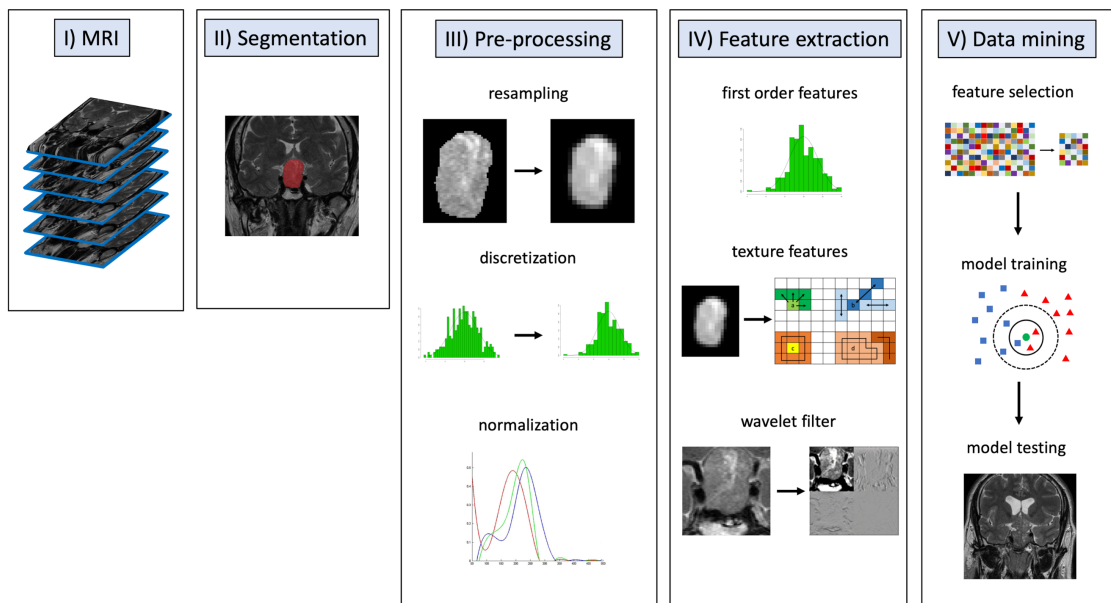 I) MRI
II) Segmentation
III) Pre-processing
resampling
discretization
normalization
IV) Feature extraction
first order features
texture features
a
b
c
d
wavelet filter
V) Data mining
feature selection
model training
model testing